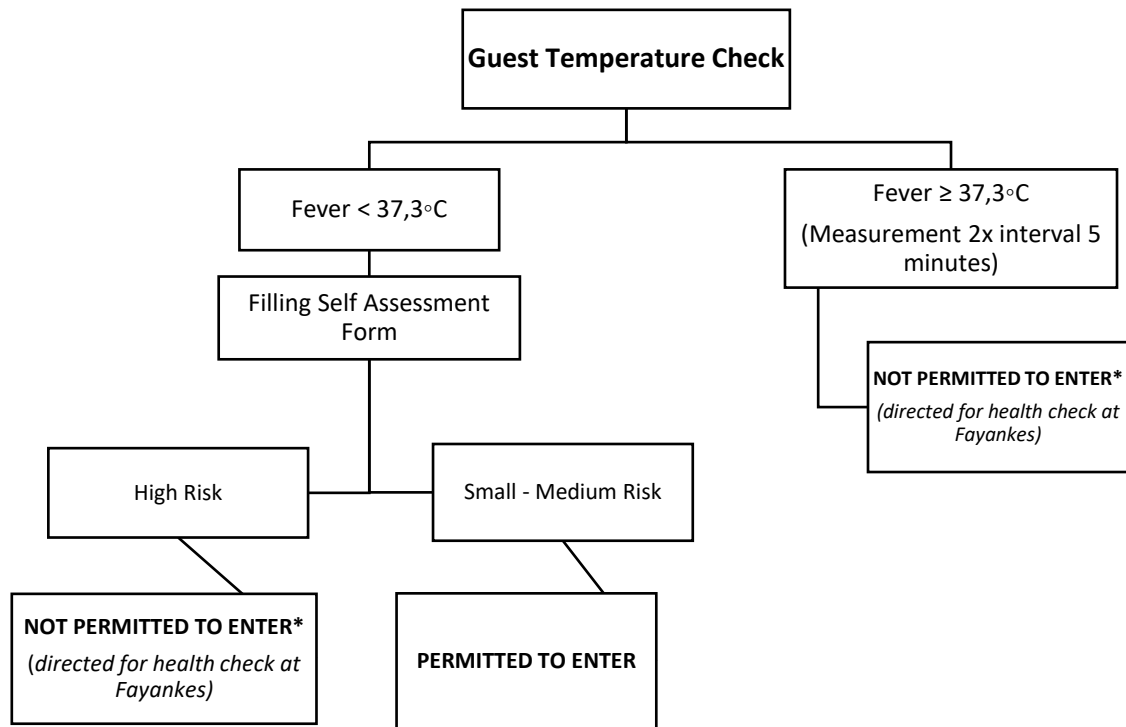 Guest Temperature Check
Fever < 37,3◦C
Fever ≥ 37,3◦C
(Measurement 2x interval 5
minutes)
Filling Self Assessment
Form
NOT PERMITTED TO ENTER*
(directed for health check at
Fayankes)
High Risk
Small - Medium Risk
NOT PERMITTED TO ENTER*
(directed for health check at
Fayankes)
PERMITTED TO ENTER